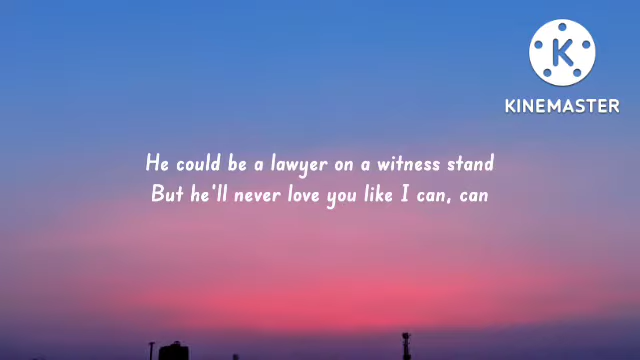 KINEMASTER
He could be a lawyer on a witness stand
But he'll never love you like I can, can